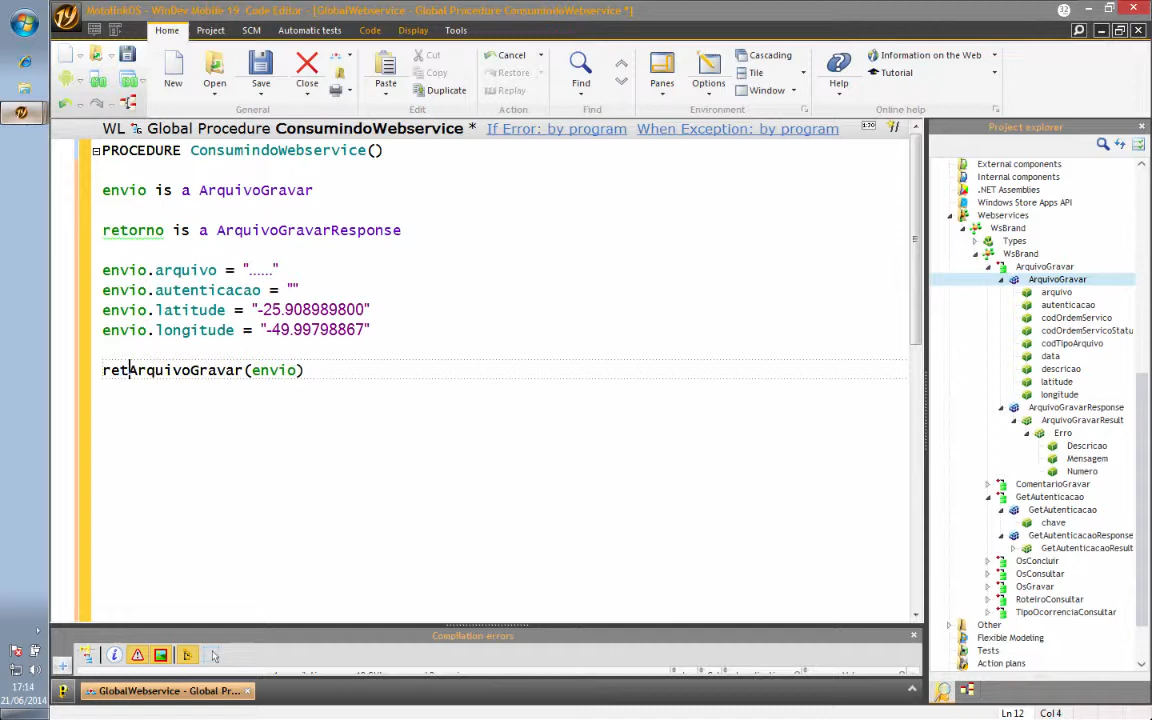 MotolinkOS - WinDev Mobile 19 Code Editor - [GlobalWebservice - Global Procedure ConsumindoWebservice *]
32
Home Project SCM Automatic tests Code Display Tools
New Open Save Close
General
Paste Cut Copy Duplicate
Edit
Cancel Restore Replay
Action
Find
Find
Panes Options Cascading Tile Window
Environment
Help Information on the Web Tutorial
Online help
WL Global Procedure ConsumindoWebservice * If Error: by program When Exception: by program
PROCEDURE ConsumindoWebservice()
envio is a ArquivoGravar
retorno is a ArquivoGravarResponse
envio.arquivo = "......"
envio.autenticacao = ""
envio.latitude = "-25.908989800"
envio.longitude = "-49.99798867"
retArquivoGravar(envio)
Project explorer
External components
Internal components
.NET Assemblies
Windows Store Apps API
Webservices
WsBrand
Types
WsBrand
ArquivoGravar
ArquivoGravar
arquivo
autenticacao
codOrdemServico
codOrdemServicoStatu
codTipoArquivo
data
descricao
latitude
longitude
ArquivoGravarResponse
ArquivoGravarResult
Erro
Descricao
Mensagem
Numero
ComentarioGravar
GetAutenticacao
GetAutenticacao
chave
GetAutenticacaoResponse
GetAutenticacaoResult
OsConcluir
OsConsultar
OsGravar
RoteiroConsultar
TipoOcorrenciaConsultar
Other
Flexible Modeling
Tests
Action plans
Compilation errors
GlobalWebservice - Global Pr...
17:14
21/06/2014
Ln 12 Col 4